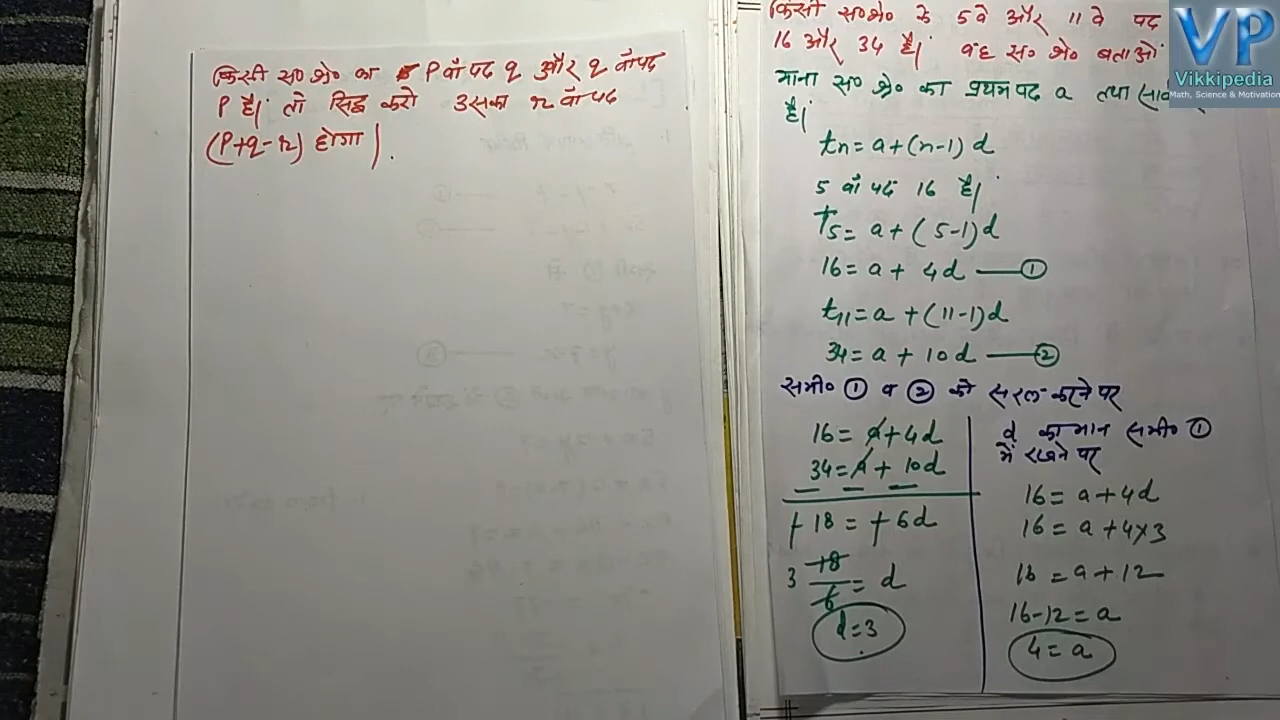 किसी स० श्रे० का P वाँ पद q और q वाँ पद
P है। तो सिद्ध करो उसका r वाँ पद
(P+q-r) होगा।
किसी स० श्रे० के 5 वे और 11 वे पद
16 और 34 है। वह स० श्रे० बताओं
माना स० श्रे० का प्रथम पद a तथा
है।
tn = a+(n-1) d
5 वाँ पद 16 है।
T5 = a + (5-1)d
16 = a + 4d —①
t11 = a + (11-1)d
34 = a + 10d —②
समी० ① व ② को सरल करने पर
16 = a + 4d
34 = a + 10d
— — —
+ 18 = + 6d
3 18/6 = d
d = 3
d का मान समी० ①
में रखने पर
16 = a + 4d
16 = a + 4×3
16 = a + 12
16-12 = a
4 = a
VP
Vikkipedia
Math, Science & Motivation